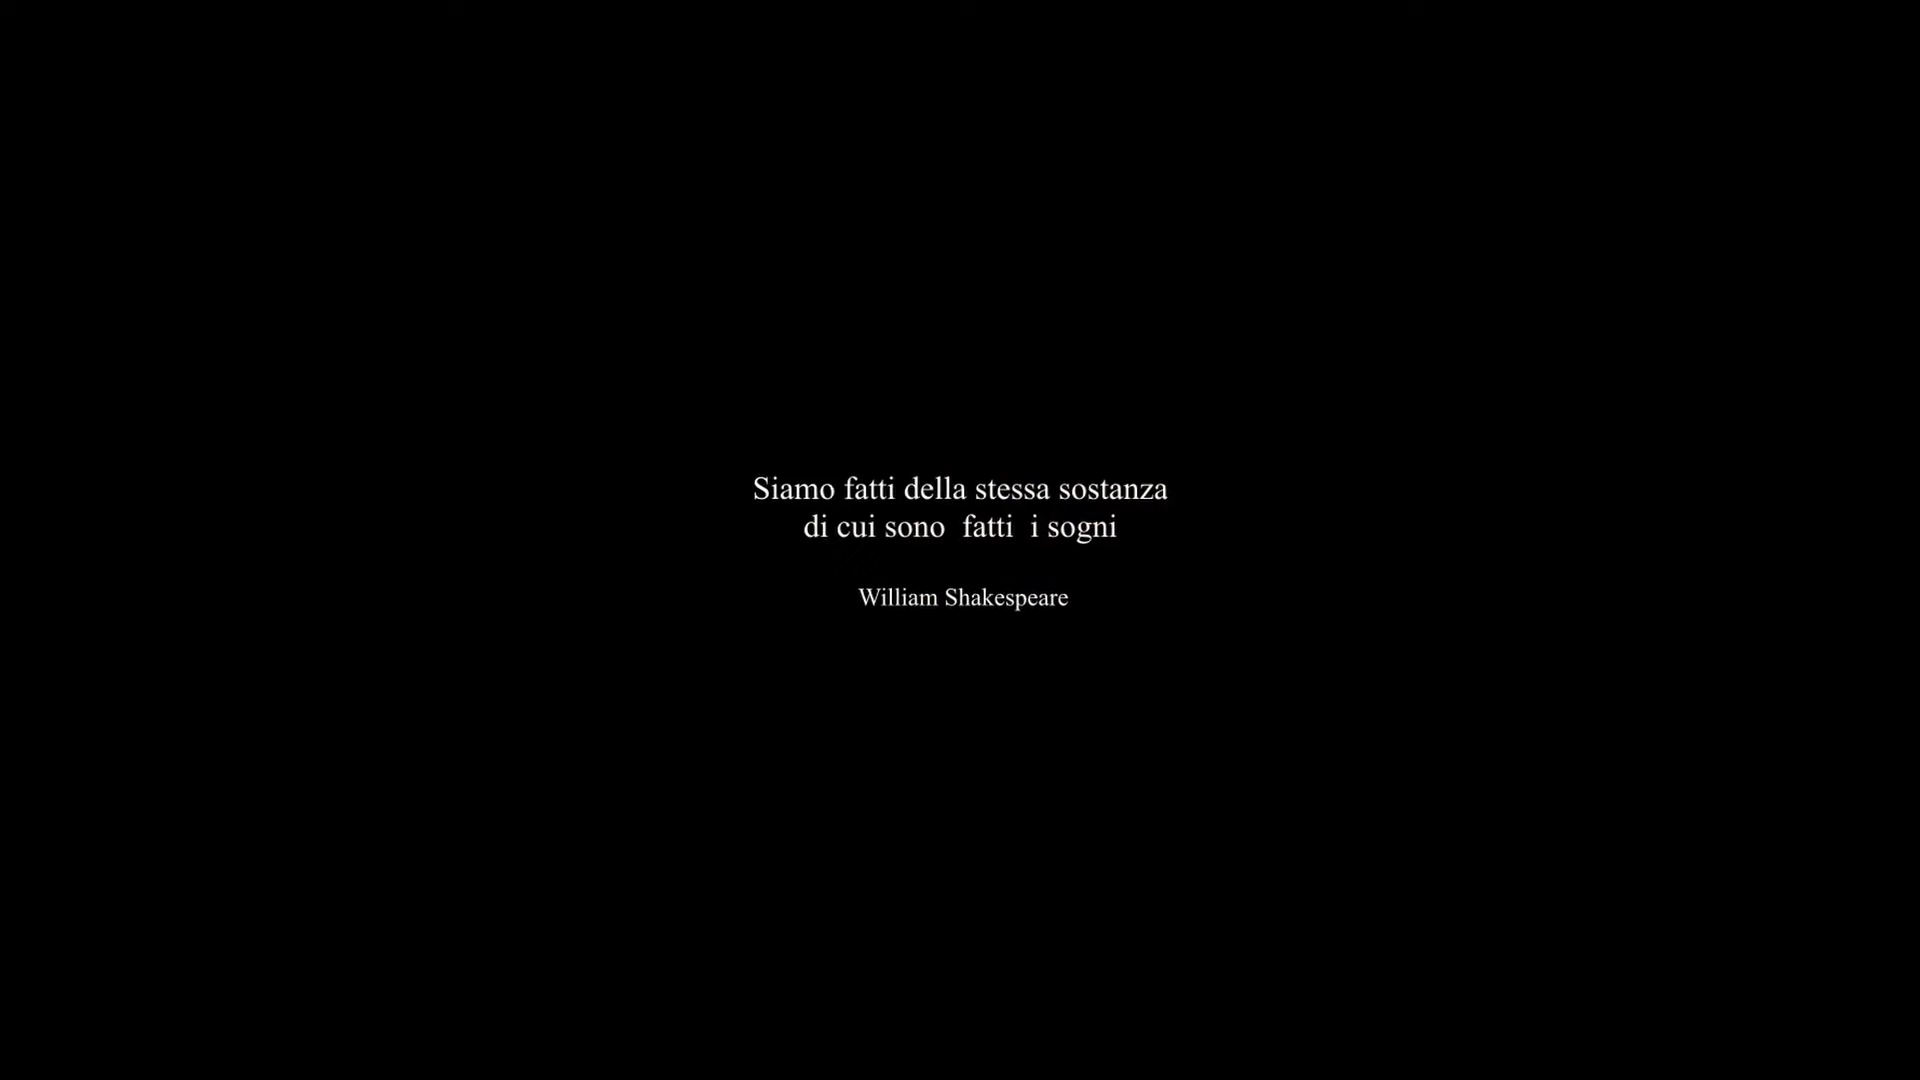 Siamo fatti della stessa sostanza
di cui sono  fatti  i sogni
William Shakespeare